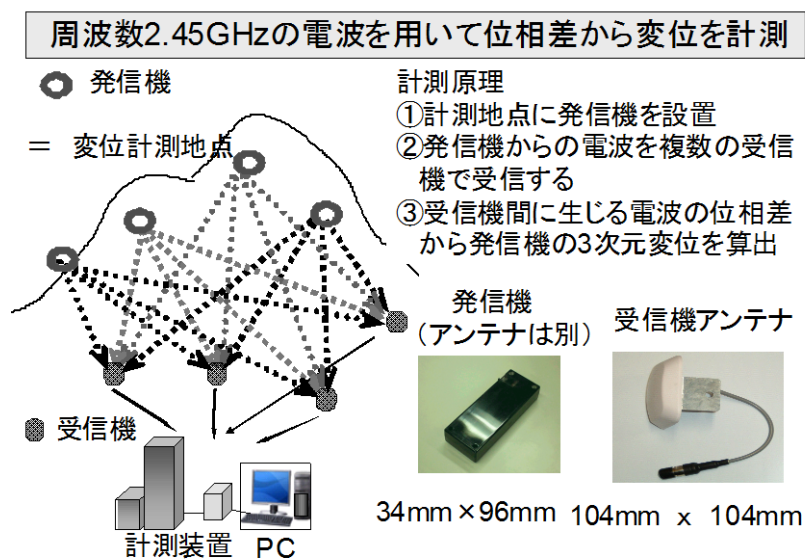 周波数2.45GHzの電波を用いて位相差から変位を計測
発信機
＝ 変位計測地点
計測原理
①計測地点に発信機を設置
②発信機からの電波を複数の受信
機で受信する
③受信機間に生じる電波の位相差
から発信機の3次元変位を算出
発信機
（アンテナは別）
受信機アンテナ
受信機
34mm×96mm
104mm x 104mm
計測装置
PC